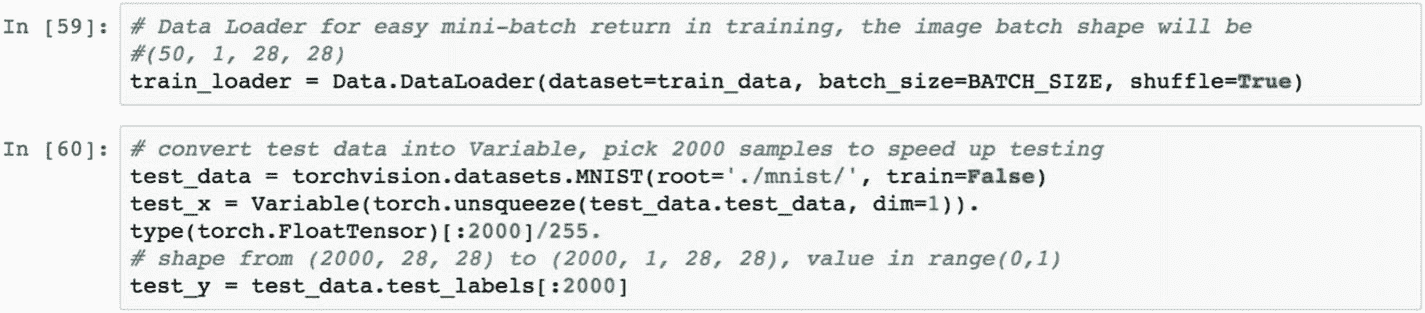 In [59]: # Data Loader for easy mini-batch return in training, the image batch shape will be
#(50, 1, 28, 28)
train_loader = Data.DataLoader(dataset=train_data, batch_size=BATCH_SIZE, shuffle=True)
In [60]: # convert test data into Variable, pick 2000 samples to speed up testing
test_data = torchvision.datasets.MNIST(root='./mnist/', train=False)
test_x = Variable(torch.unsqueeze(test_data.test_data, dim=1)).
type(torch.FloatTensor)[:2000]/255.
# shape from (2000, 28, 28) to (2000, 1, 28, 28), value in range(0,1)
test_y = test_data.test_labels[:2000]